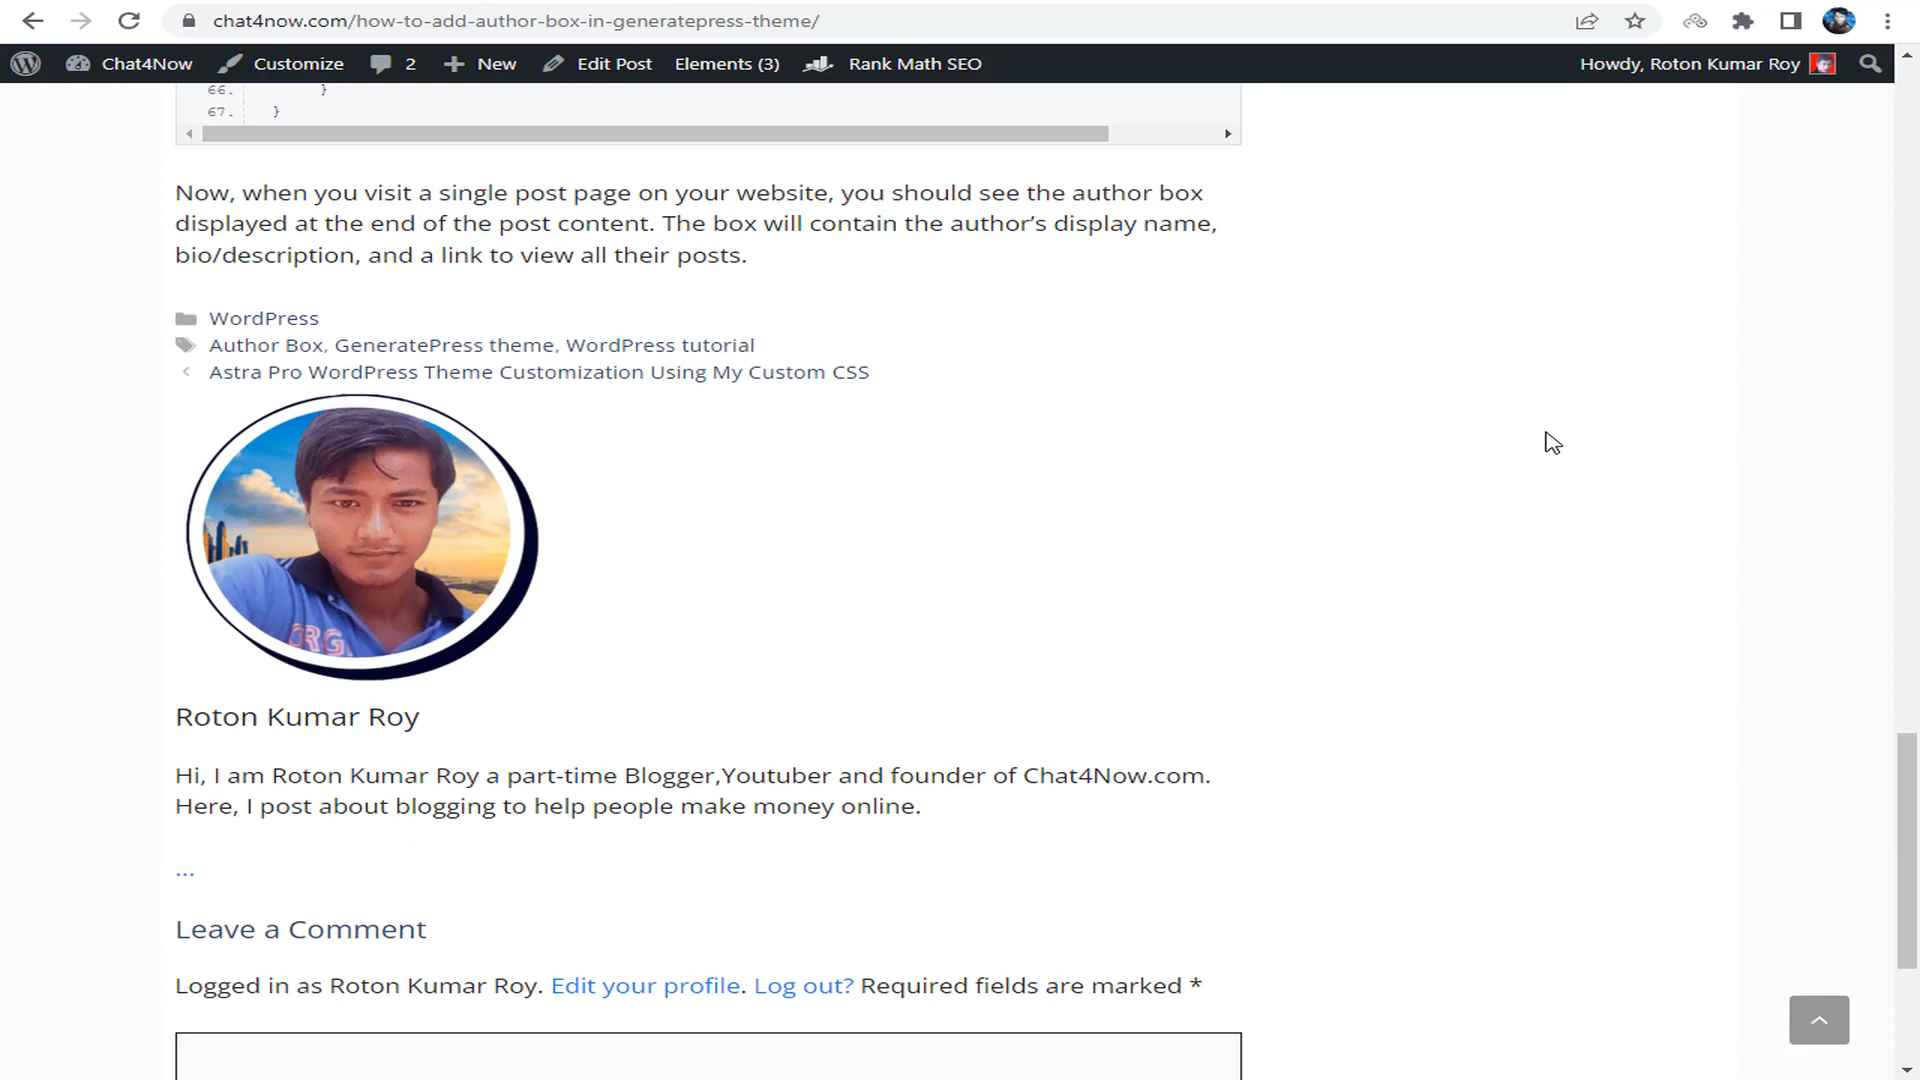 chat4now.com/how-to-add-author-box-in-generatepress-theme/
Chat4Now Customize 2 New Edit Post Elements (3) Rank Math SEO Howdy, Roton Kumar Roy
66. }
67. }
Now, when you visit a single post page on your website, you should see the author box
displayed at the end of the post content. The box will contain the author’s display name,
bio/description, and a link to view all their posts.
WordPress
Author Box, GeneratePress theme, WordPress tutorial
Astra Pro WordPress Theme Customization Using My Custom CSS
ORG.
Roton Kumar Roy
Hi, I am Roton Kumar Roy a part-time Blogger,Youtuber and founder of Chat4Now.com.
Here, I post about blogging to help people make money online.
...
Leave a Comment
Logged in as Roton Kumar Roy. Edit your profile. Log out? Required fields are marked *